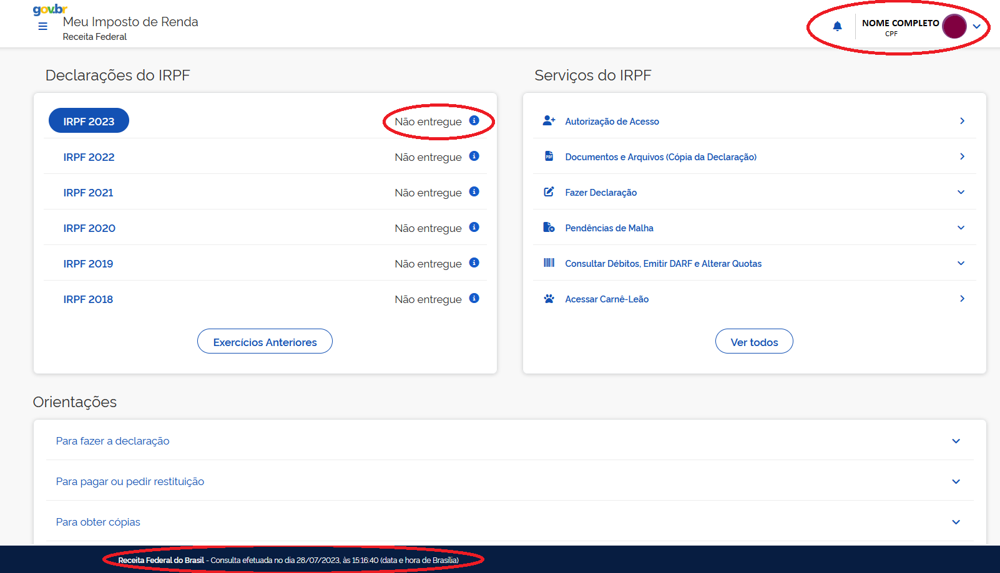 gov.br
Meu Imposto de Renda
Receita Federal
NOME COMPLETO
CPF
Declarações do IRPF
IRPF 2023 Não entregue
IRPF 2022 Não entregue
IRPF 2021 Não entregue
IRPF 2020 Não entregue
IRPF 2019 Não entregue
IRPF 2018 Não entregue
Exercícios Anteriores
Serviços do IRPF
Autorização de Acesso
PDF
Documentos e Arquivos (Cópia da Declaração)
Fazer Declaração
Pendências de Malha
Consultar Débitos, Emitir DARF e Alterar Quotas
Acessar Carnê-Leão
Ver todos
Orientações
Para fazer a declaração
Para pagar ou pedir restituição
Para obter cópias
Receita Federal do Brasil - Consulta efetuada no dia 28/07/2023, às 15:16:40 (data e hora de Brasília)